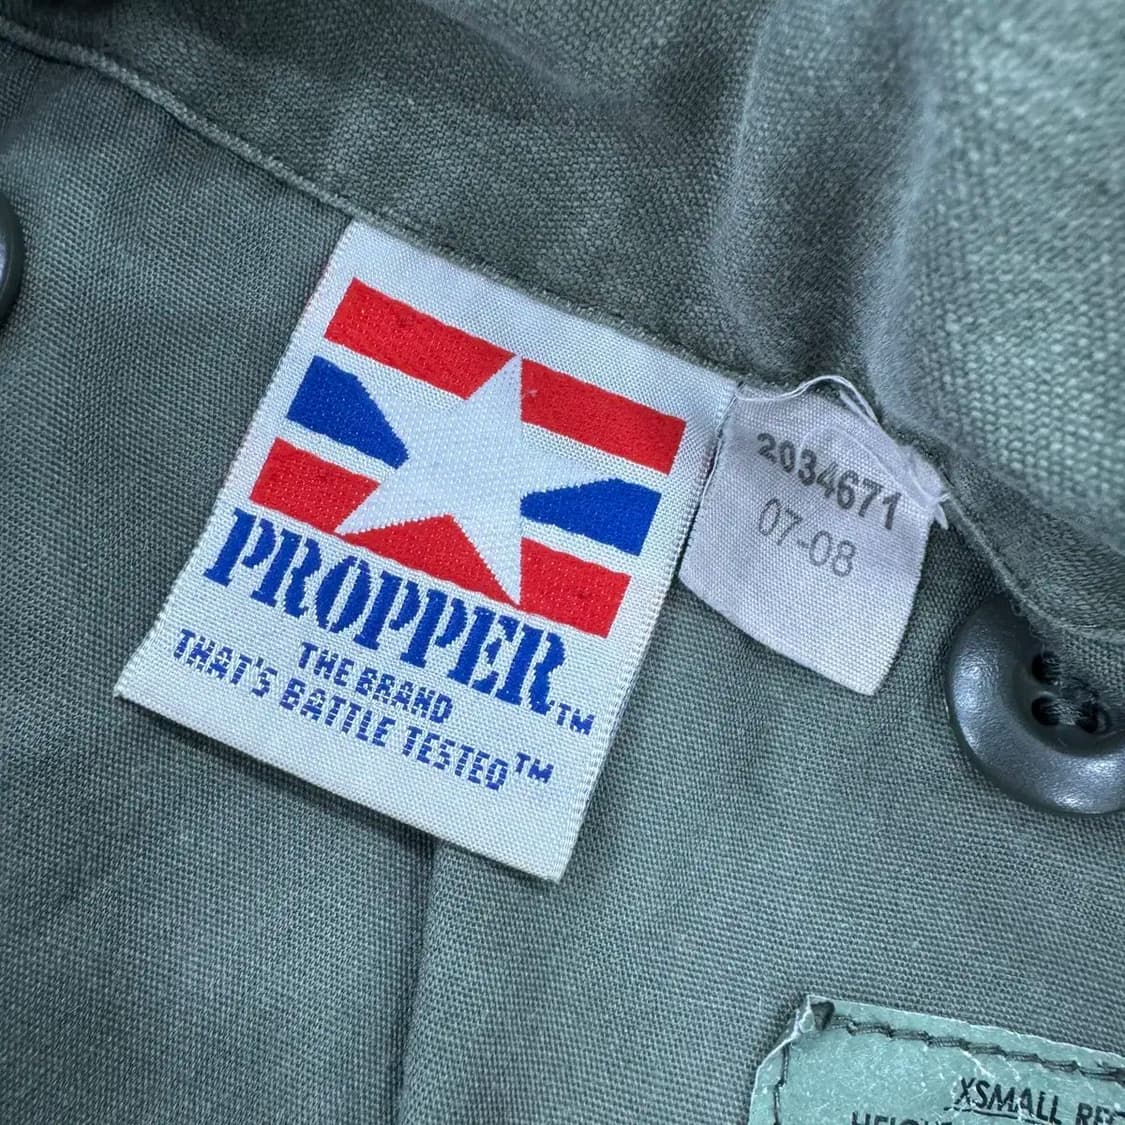 PROPPER™
THE BRAND
THAT'S BATTLE TESTED™
2034671
07-08
XSMALL